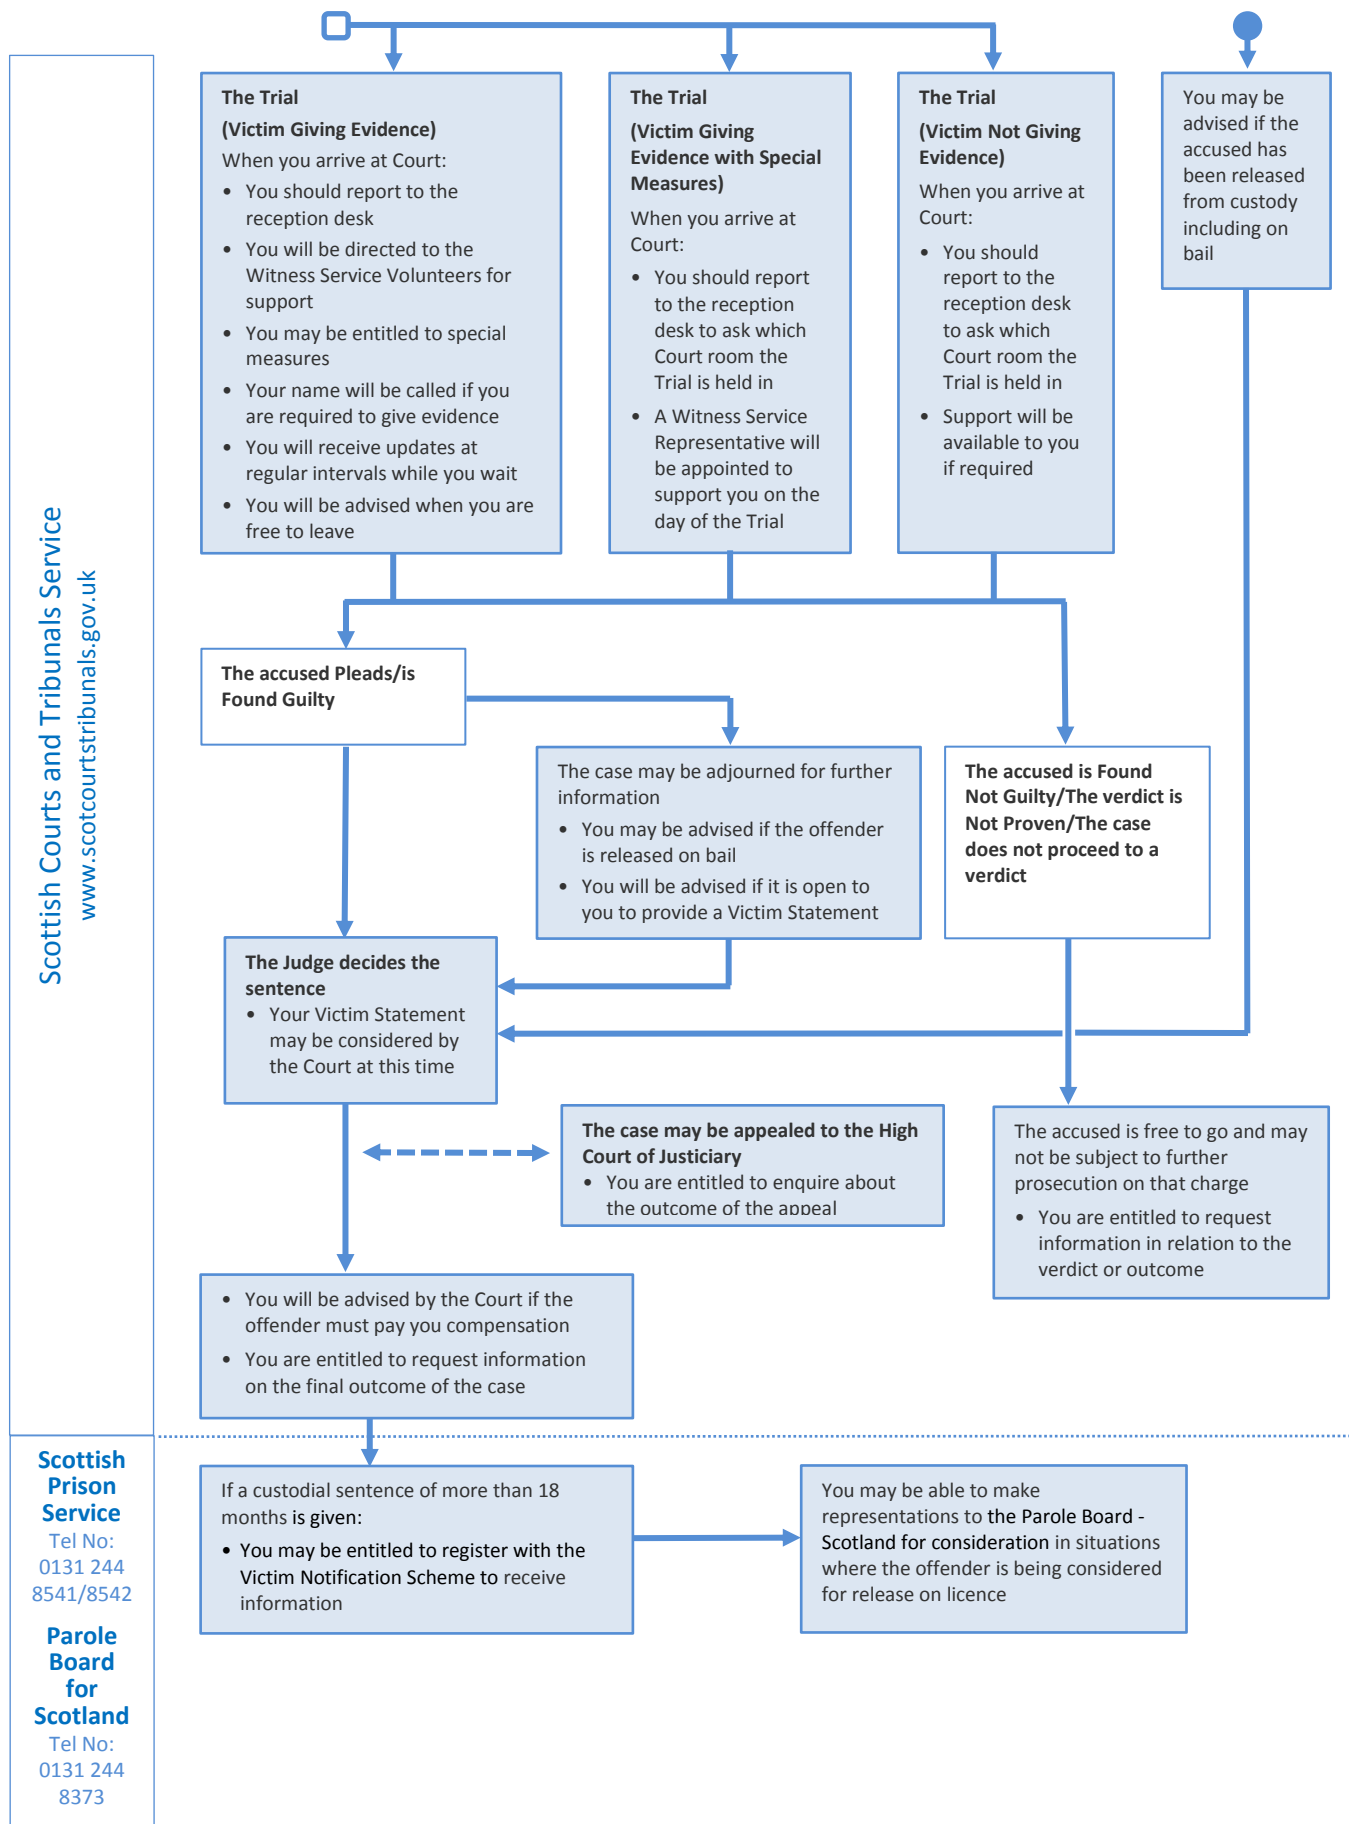 Scottish Courts and Tribunals Service
www.scotcourtstribunals.gov.uk
The Trial
(Victim Giving Evidence)
When you arrive at Court:
• You should report to the
reception desk
• You will be directed to the
Witness Service Volunteers for
support
• You may be entitled to special
measures
• Your name will be called if you
are required to give evidence
• You will receive updates at
regular intervals while you wait
• You will be advised when you are
free to leave
The Trial
(Victim Giving
Evidence with Special
Measures)
When you arrive at
Court:
• You should report
to the reception
desk to ask which
Court room the
Trial is held in
• A Witness Service
Representative will
be appointed to
support you on the
day of the Trial
The Trial
(Victim Not Giving
Evidence)
When you arrive at
Court:
• You should
report to the
reception desk
to ask which
Court room the
Trial is held in
• Support will be
available to you
if required
You may be
advised if the
accused has
been released
from custody
including on
bail
The accused Pleads/is
Found Guilty
The case may be adjourned for further
information
• You may be advised if the offender
is released on bail
• You will be advised if it is open to
you to provide a Victim Statement
The accused is Found
Not Guilty/The verdict is
Not Proven/The case
does not proceed to a
verdict
The Judge decides the
sentence
• Your Victim Statement
may be considered by
the Court at this time
The case may be appealed to the High
Court of Justiciary
• You are entitled to enquire about
the outcome of the appeal
The accused is free to go and may
not be subject to further
prosecution on that charge
• You are entitled to request
information in relation to the
verdict or outcome
• You will be advised by the Court if the
offender must pay you compensation
• You are entitled to request information
on the final outcome of the case
Scottish
Prison
Service
Tel No:
0131 244
8541/8542
Parole
Board
for
Scotland
Tel No:
0131 244
8373
If a custodial sentence of more than 18
months is given:
• You may be entitled to register with the
Victim Notification Scheme to receive
information
You may be able to make
representations to the Parole Board -
Scotland for consideration in situations
where the offender is being considered
for release on licence